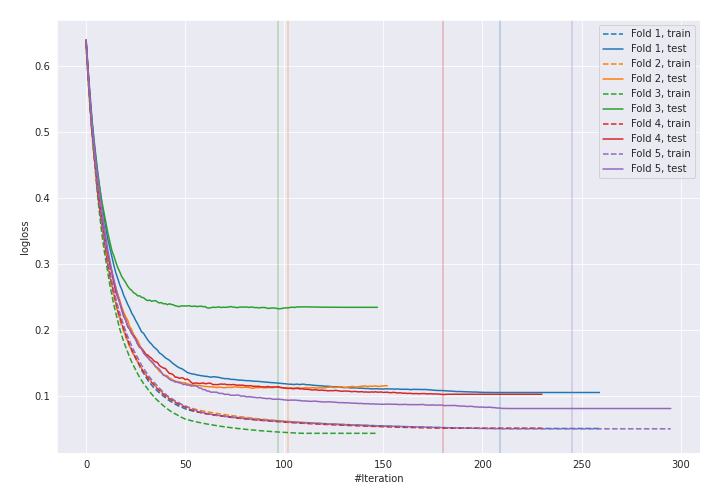 Fold 1, train
Fold 1, test
Fold 2, train
Fold 2, test
Fold 3, train
Fold 3, test
Fold 4, train
Fold 4, test
Fold 5, train
Fold 5, test
logloss
0.6
0.5
0.4
0.3
0.2
0.1
0 50 100 150 200 250 300
#Iteration